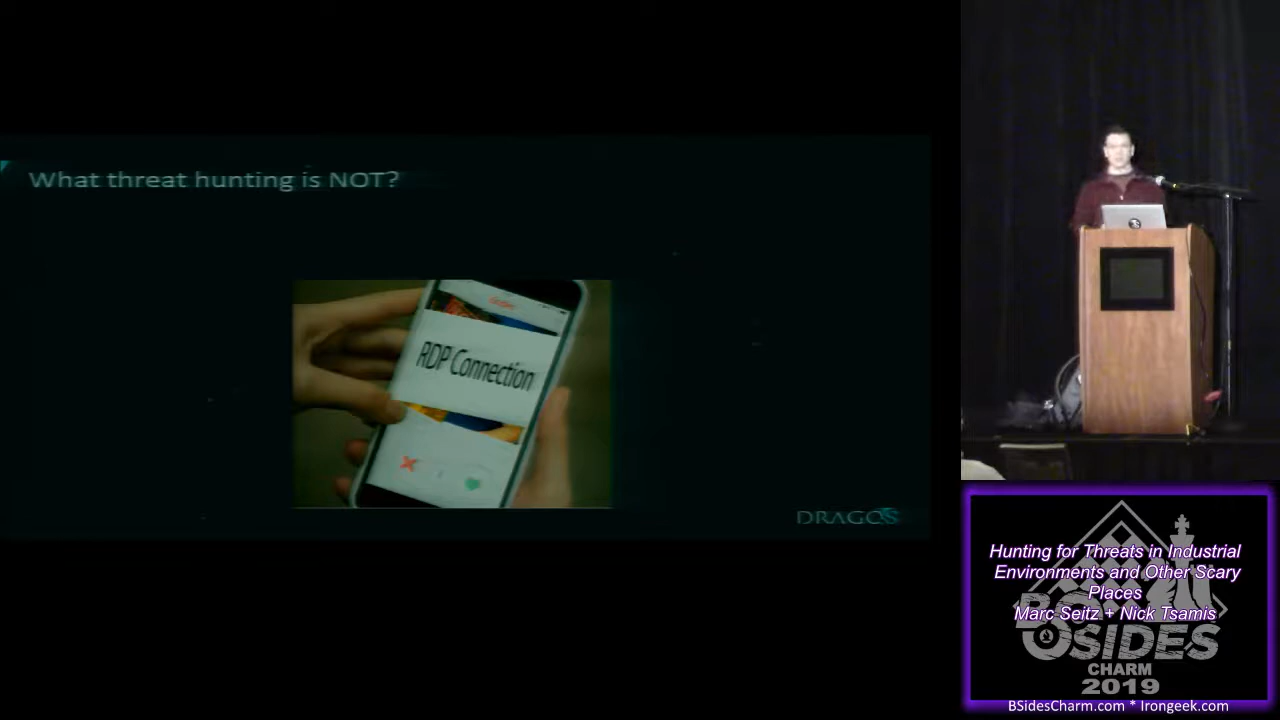 What threat hunting is NOT?
RDP Connection
DRAGOS
Hunting for Threats in Industrial
Environments and Other Scary
Places
Marc Seitz + Nick Tsamis
BSIDES
CHARM
2019
BSidesCharm.com * Irongeek.com